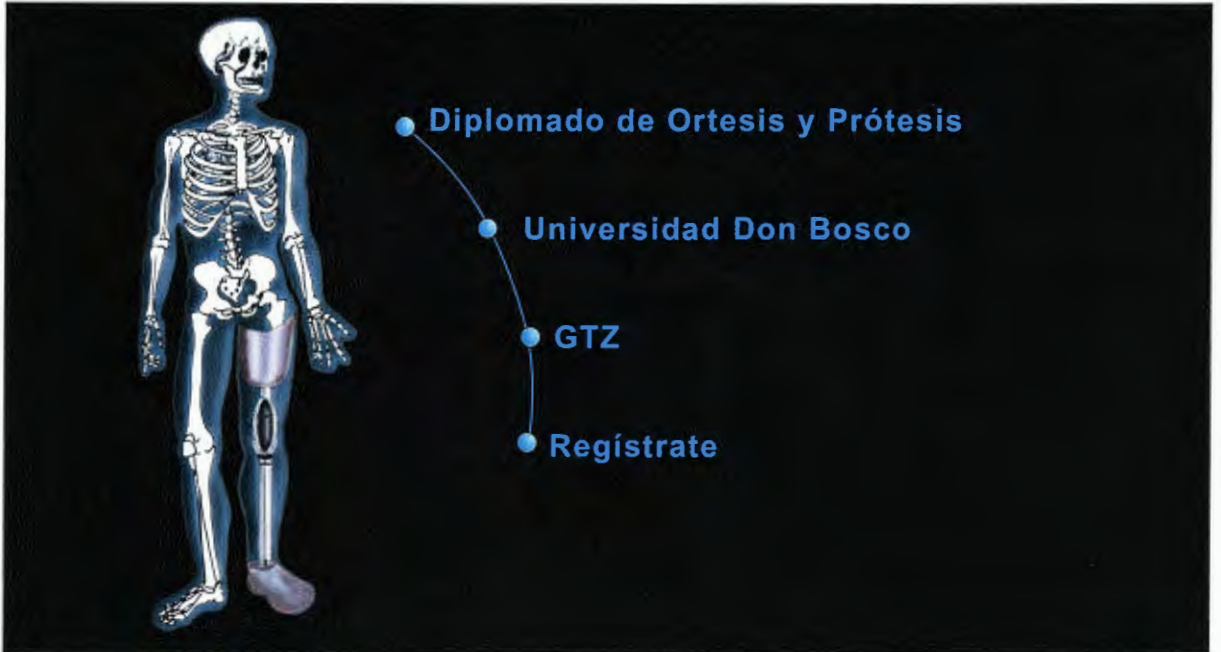 Diplomado de Ortesis y Prótesis
Universidad Don Bosco
GTZ
Regístrate